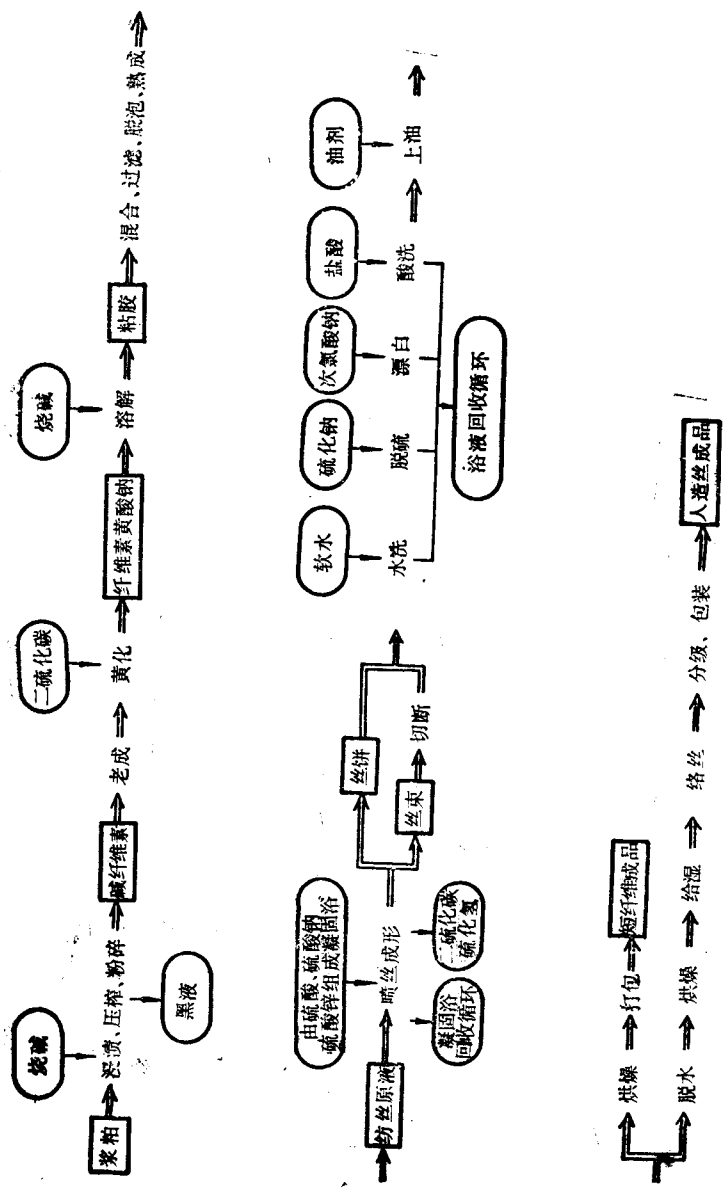 烧碱
二硫化碳
烧碱
浆粕
浸渍、压榨、粉碎
碱纤维素
老成
黄化
纤维素黄酸钠
溶解
粘胶
混合、过滤、脱泡、熟成
黑液
由硫酸、硫酸钠
硫酸锌组成凝固浴
纺丝原液
喷丝成形
凝固浴
回收循环
二硫化碳
硫化氢
丝饼
丝束
切断
软水
硫化钠
次氯酸钠
盐酸
油剂
水洗
脱硫
漂白
酸洗
上油
浴液回收循环
烘燥
打包
短纤维成品
脱水
烘燥
给湿
络丝
分级、包装
人造丝成品